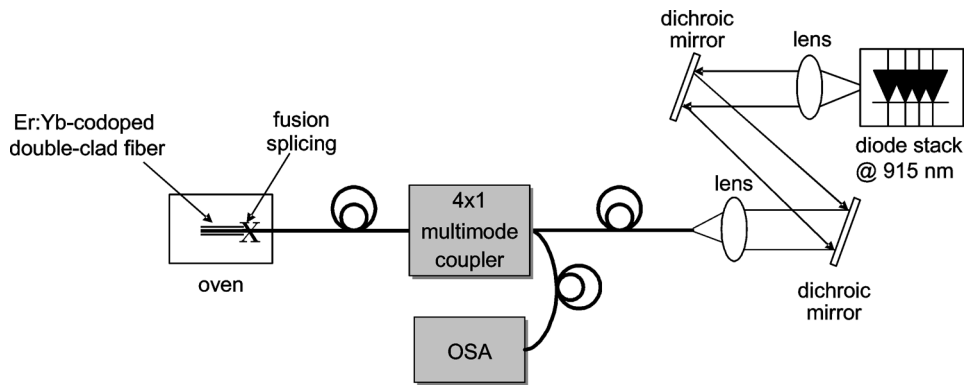 dichroic
mirror
lens
diode stack
@ 915 nm
Er:Yb-codoped
double-clad fiber
fusion
splicing
X
oven
4x1
multimode
coupler
OSA
lens
dichroic
mirror